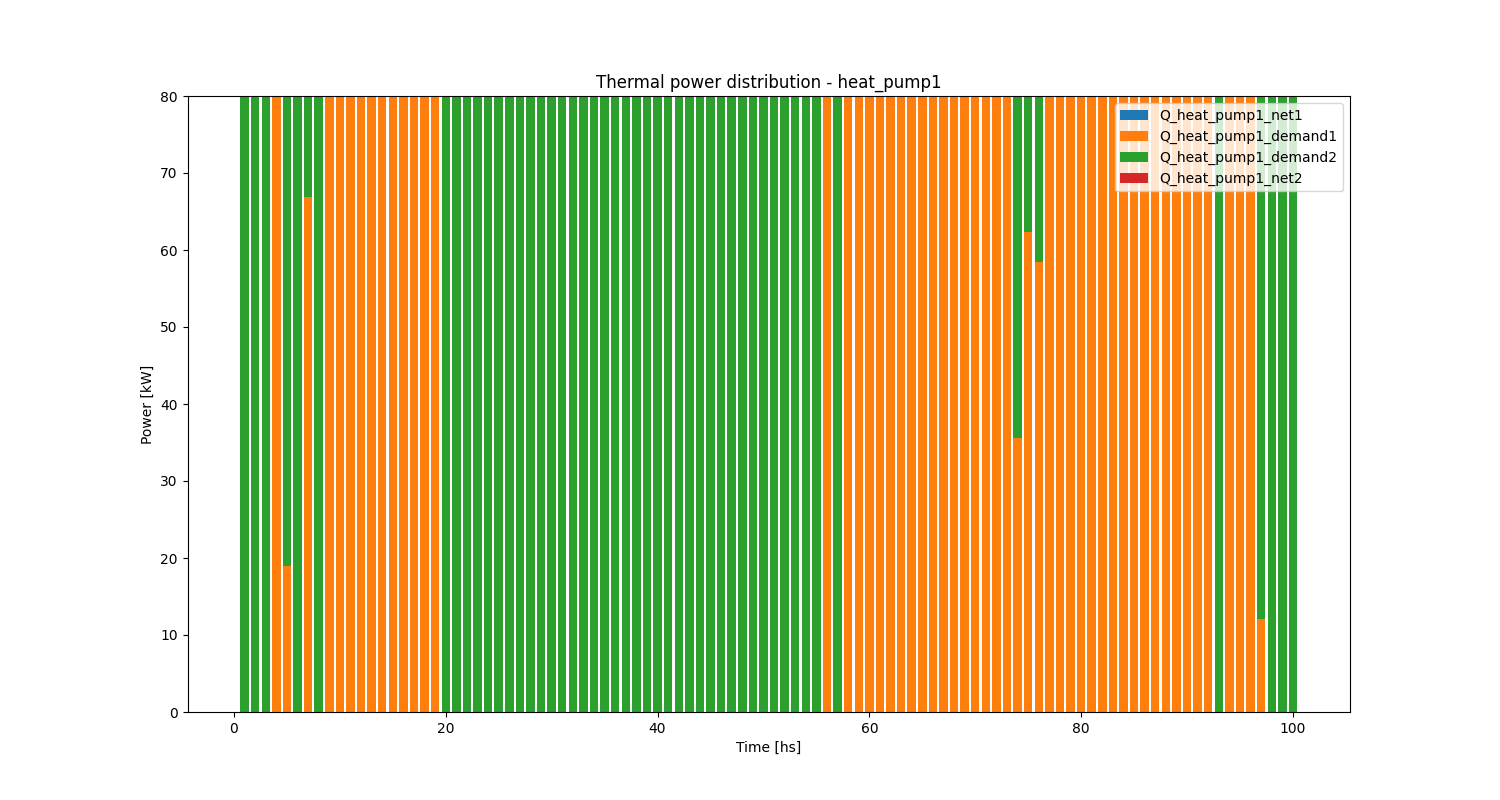 Thermal power distribution - heat_pump1
80
70
60
50
40
30
20
10
0
Power [kW]
Q_heat_pump1_net1
Q_heat_pump1_demand1
Q_heat_pump1_demand2
Q_heat_pump1_net2
0 20 40 60 80 100
Time [hs]